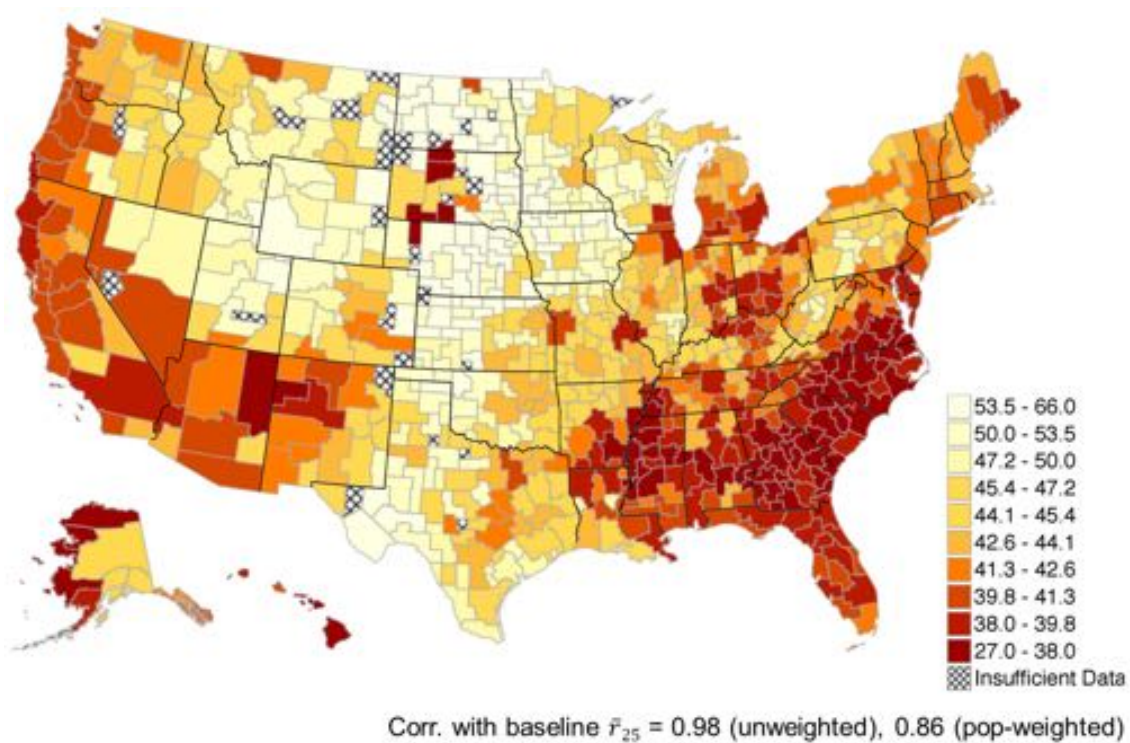 53.5 - 66.0
50.0 - 53.5
47.2 - 50.0
45.4 - 47.2
44.1 - 45.4
42.6 - 44.1
41.3 - 42.6
39.8 - 41.3
38.0 - 39.8
27.0 - 38.0
Insufficient Data
Corr. with baseline r̄₂₅ = 0.98 (unweighted), 0.86 (pop-weighted)